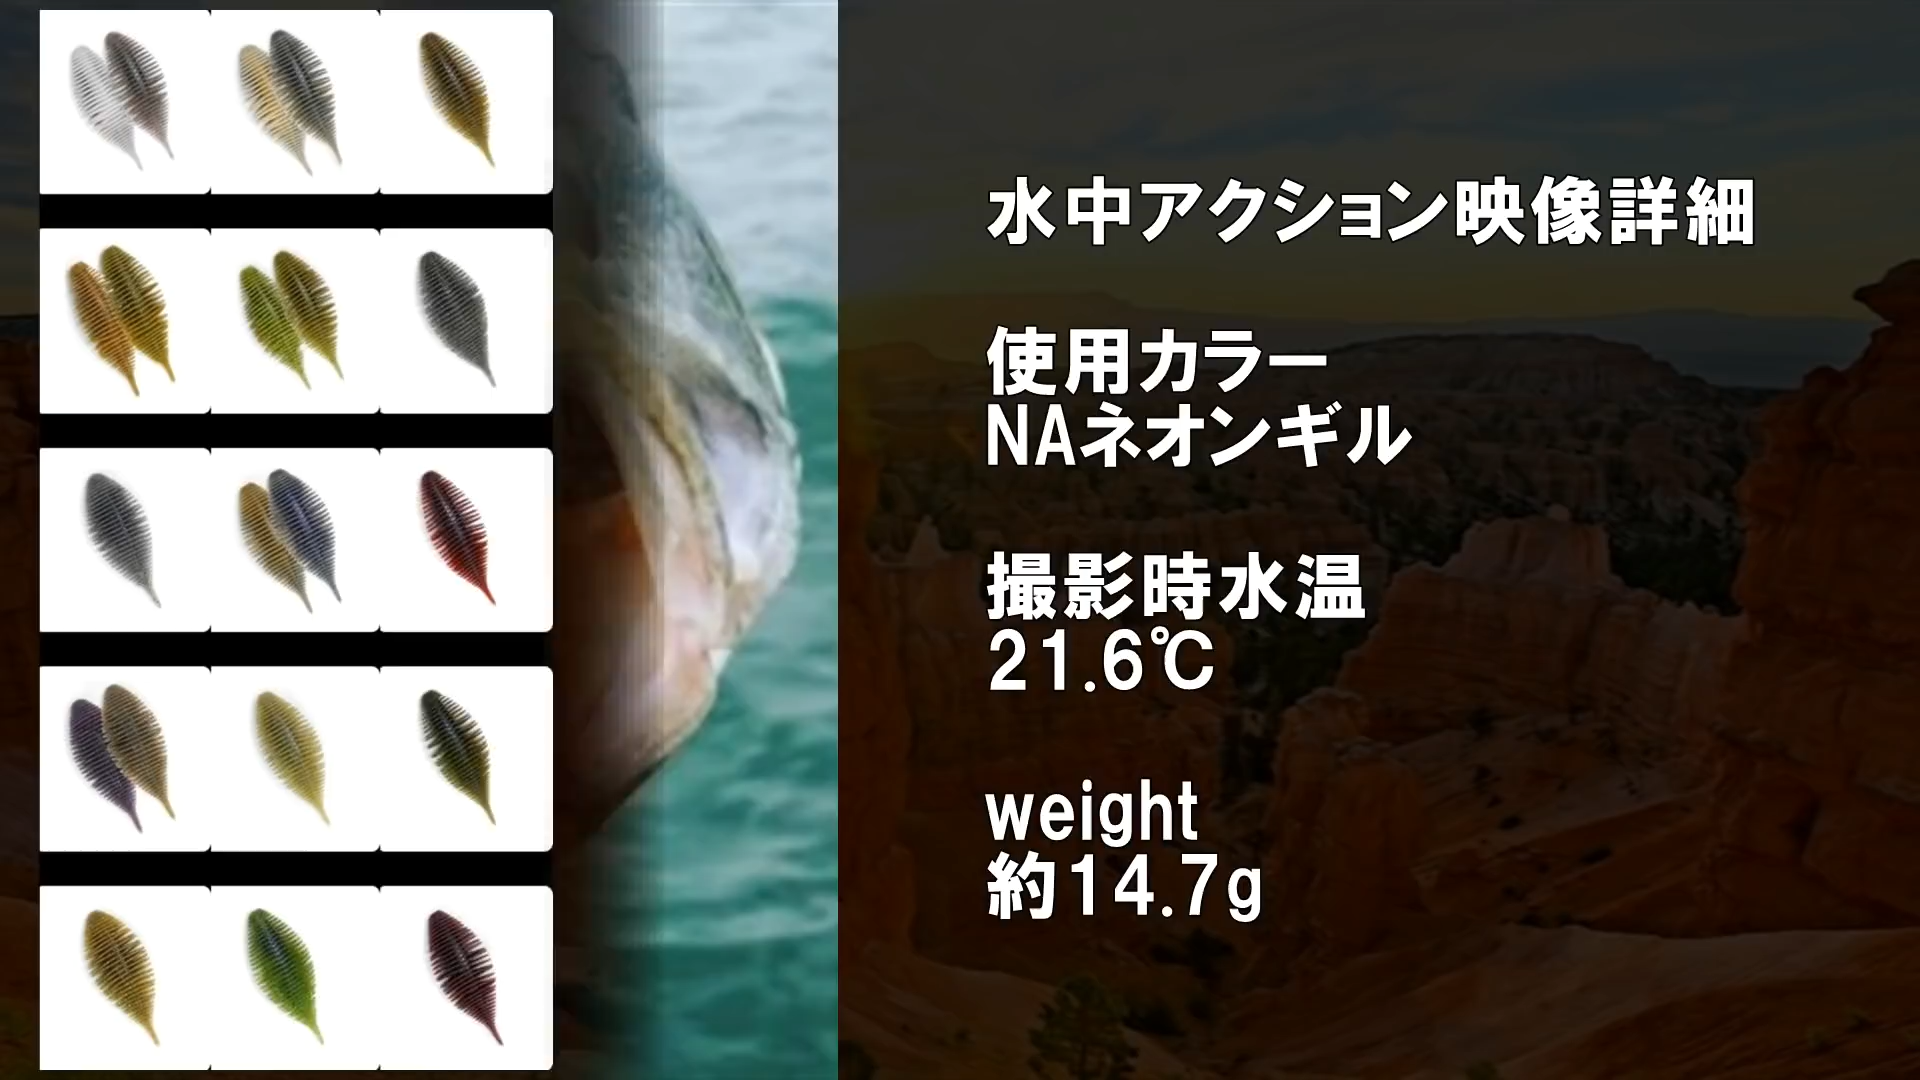 水中アクション映像詳細
使用カラー
NAネオンギル
撮影時水温
21.6℃
weight
約14.7g